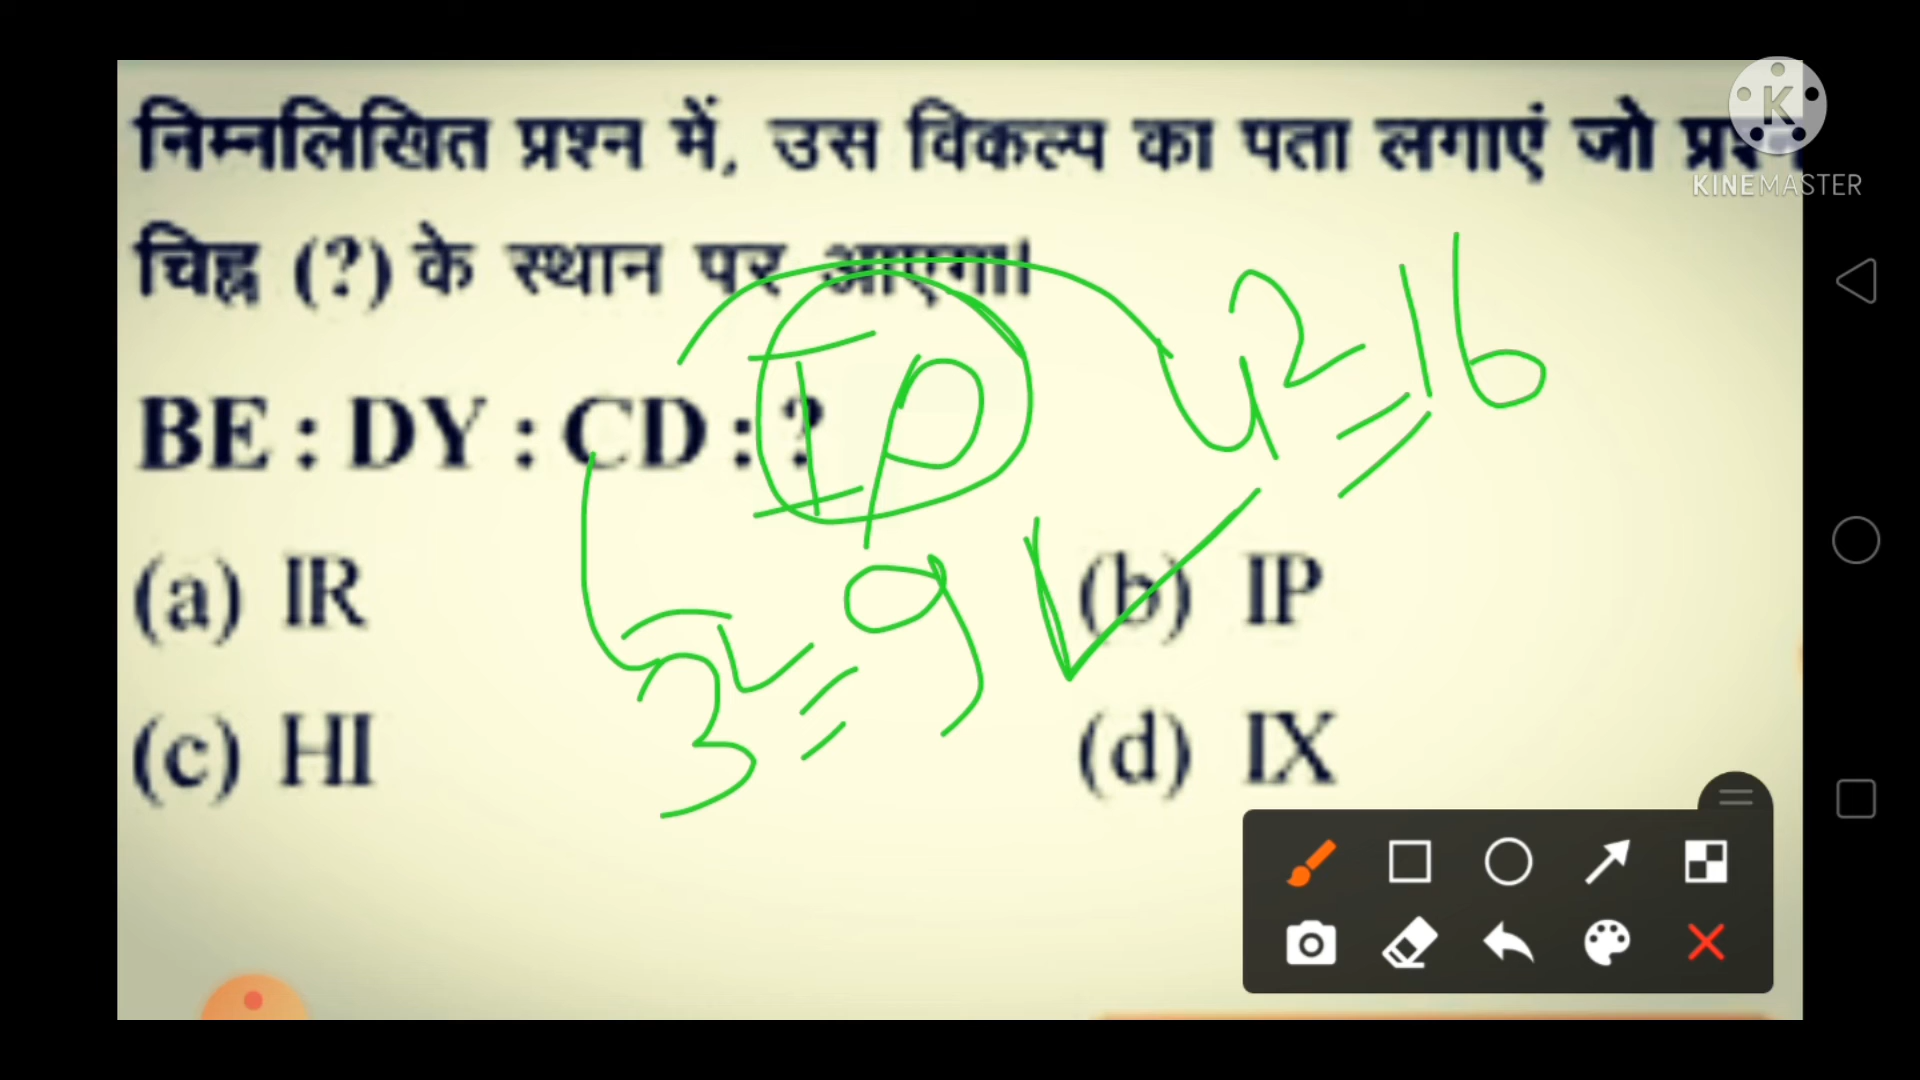 निम्नलिखित प्रश्न में, उस विकल्प का पता लगाएं जो प्रश्न
चिह्न (?) के स्थान पर आएगा।
BE : DY : CD : ?
IP
4² = 16
(a) IR
(b) IP
3² = 9
(c) HI
(d) IX
K
KINEMASTER